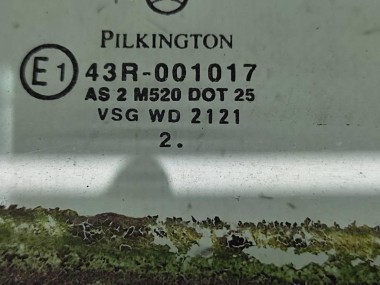 PILKINGTON
E1 43R-001017
AS 2 M520 DOT 25
VSG WD 2121
2.